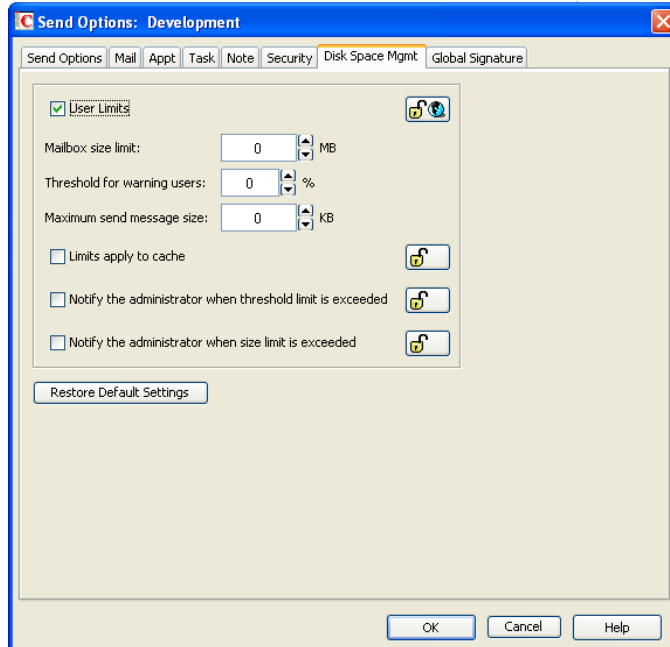 Send Options: Development
Send Options Mail Appt Task Note Security Disk Space Mgmt Global Signature
User Limits
Mailbox size limit: 0 MB
Threshold for warning users: 0 %
Maximum send message size: 0 KB
Limits apply to cache
Notify the administrator when threshold limit is exceeded
Notify the administrator when size limit is exceeded
Restore Default Settings
OK Cancel Help